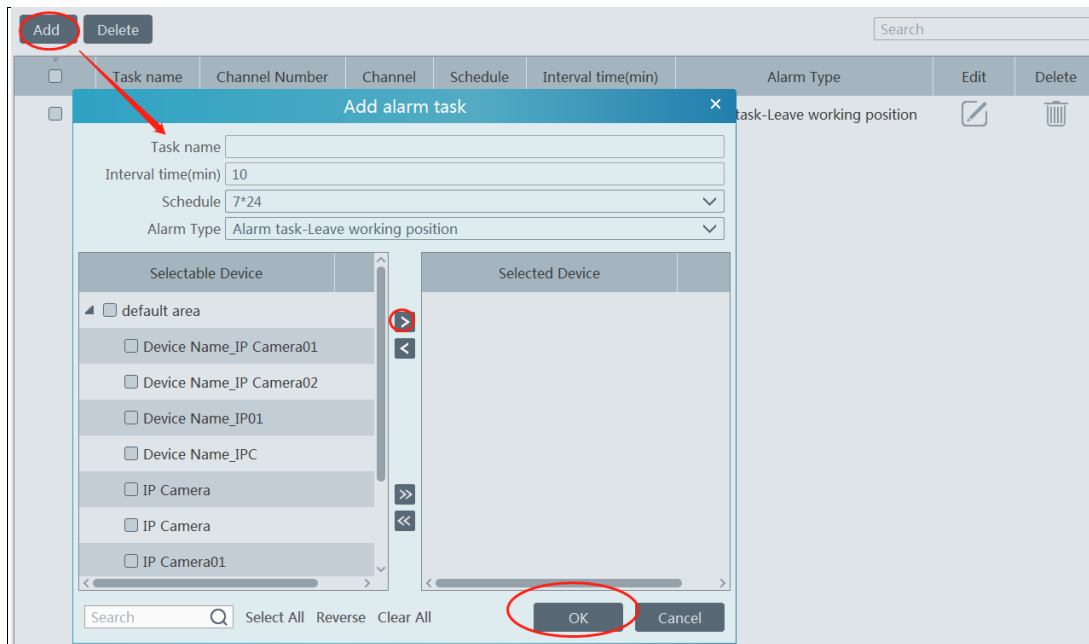 Add Delete Search
Task name Channel Number Channel Schedule Interval time(min) Alarm Type Edit Delete
Add alarm task ×
task-Leave working position
Task name
Interval time(min) 10
Schedule 7*24
Alarm Type Alarm task-Leave working position
Selectable Device Selected Device
default area
Device Name_IP Camera01
Device Name_IP Camera02
Device Name_IP01
Device Name_IPC
IP Camera
IP Camera
IP Camera01
Search Select All Reverse Clear All OK Cancel